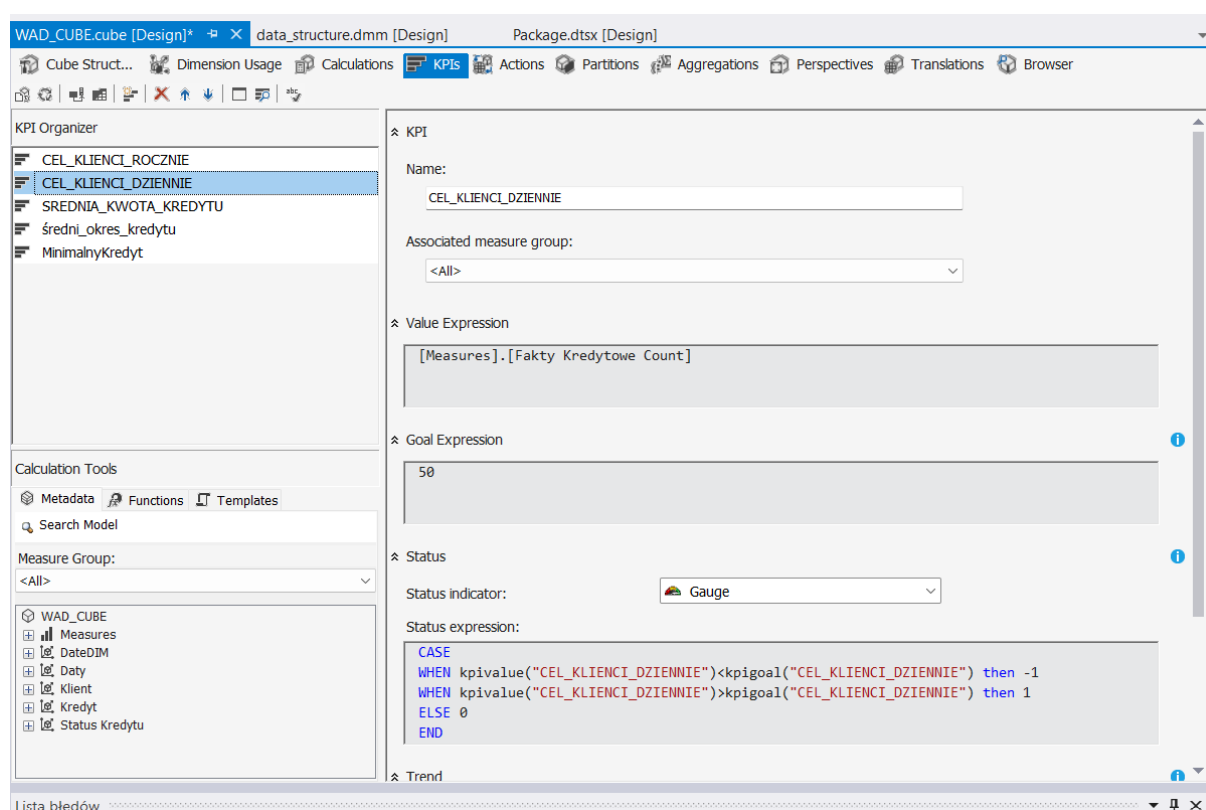 WAD_CUBE.cube [Design]* data_structure.dmm [Design] Package.dtsx [Design]
Cube Struct... Dimension Usage Calculations KPIs Actions Partitions Aggregations Perspectives Translations Browser
KPI Organizer
CEL_KLIENCI_ROCZNIE
CEL_KLIENCI_DZIENNIE
SREDNIA_KWOTA_KREDYTU
średni_okres_kredytu
MinimalnyKredyt
Calculation Tools
Metadata Functions Templates
Search Model
Measure Group:
<All>
WAD_CUBE
Measures
DateDIM
Daty
Klient
Kredyt
Status Kredytu
KPI
Name:
CEL_KLIENCI_DZIENNIE
Associated measure group:
<All>
Value Expression
[Measures].[Fakty Kredytowe Count]
Goal Expression
50
Status
Status indicator: Gauge
Status expression:
CASE
WHEN kpivalue("CEL_KLIENCI_DZIENNIE")<kpigoal("CEL_KLIENCI_DZIENNIE") then -1
WHEN kpivalue("CEL_KLIENCI_DZIENNIE")>kpigoal("CEL_KLIENCI_DZIENNIE") then 1
ELSE 0
END
Trend
Lista błędów